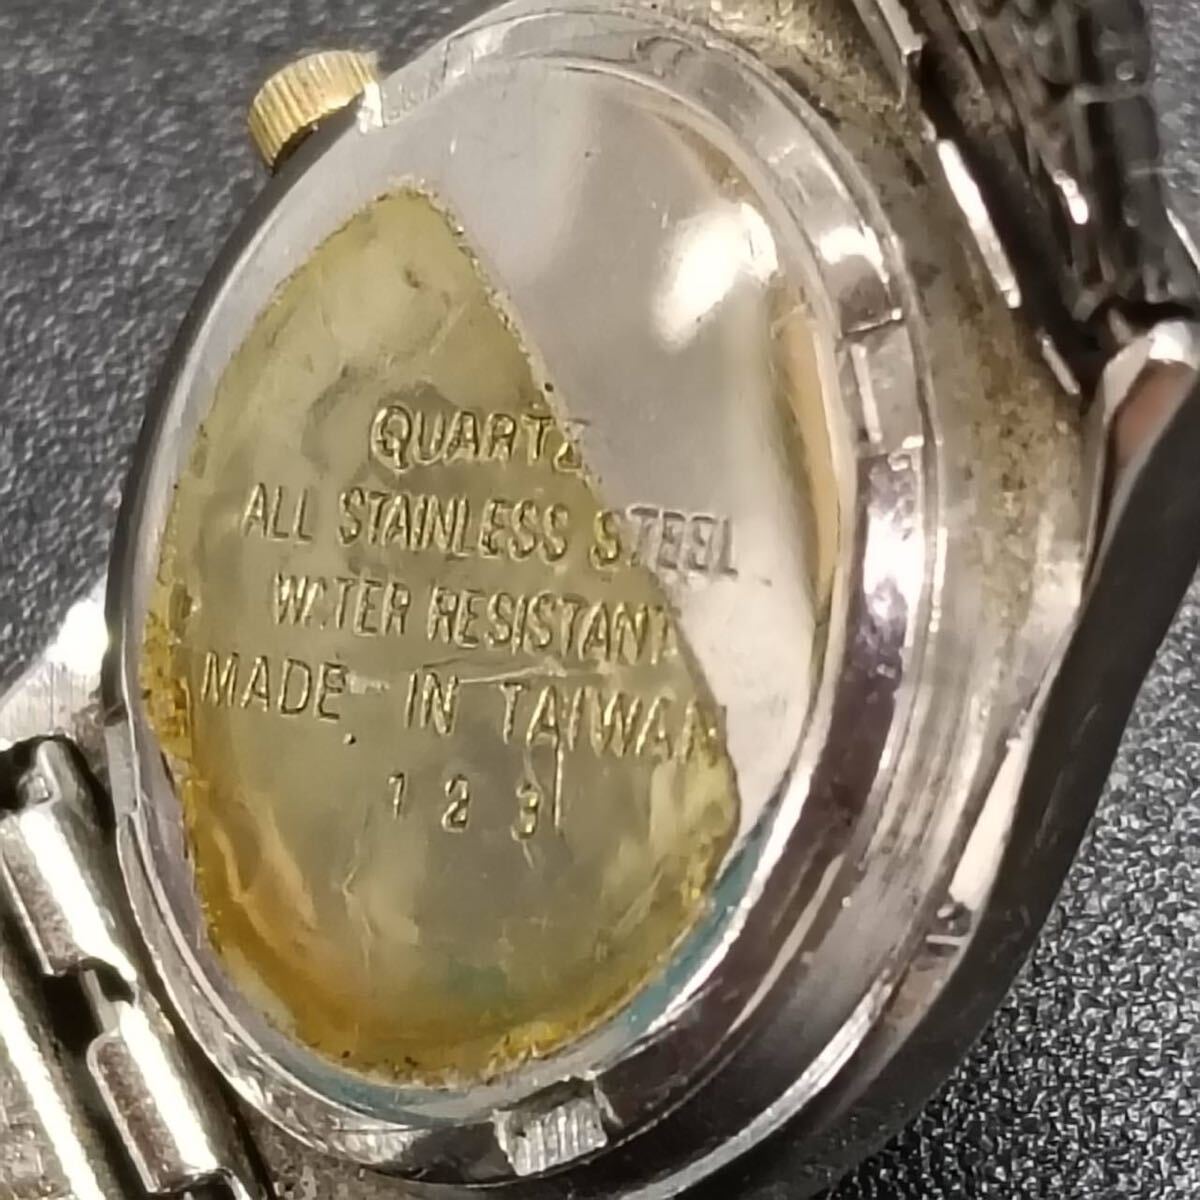 QUARTZ
ALL STAINLESS STEEL
WATER RESISTANT
MADE IN TAIWAN
1 2 3